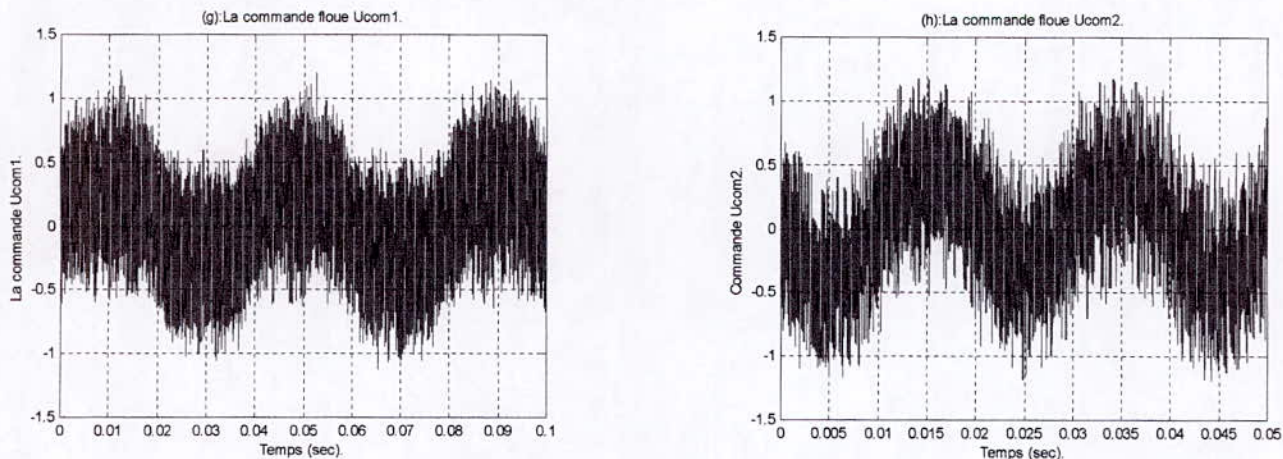 (g):La commande floue Ucom1.
1.5
1
0.5
0
-0.5
-1
-1.5
La commande Ucom1.
0 0.01 0.02 0.03 0.04 0.05 0.06 0.07 0.08 0.09 0.1
Temps (sec).
(h):La commande floue Ucom2.
1.5
1
0.5
0
-0.5
-1
-1.5
Commande Ucom2.
0 0.005 0.01 0.015 0.02 0.025 0.03 0.035 0.04 0.045 0.05
Temps (sec).